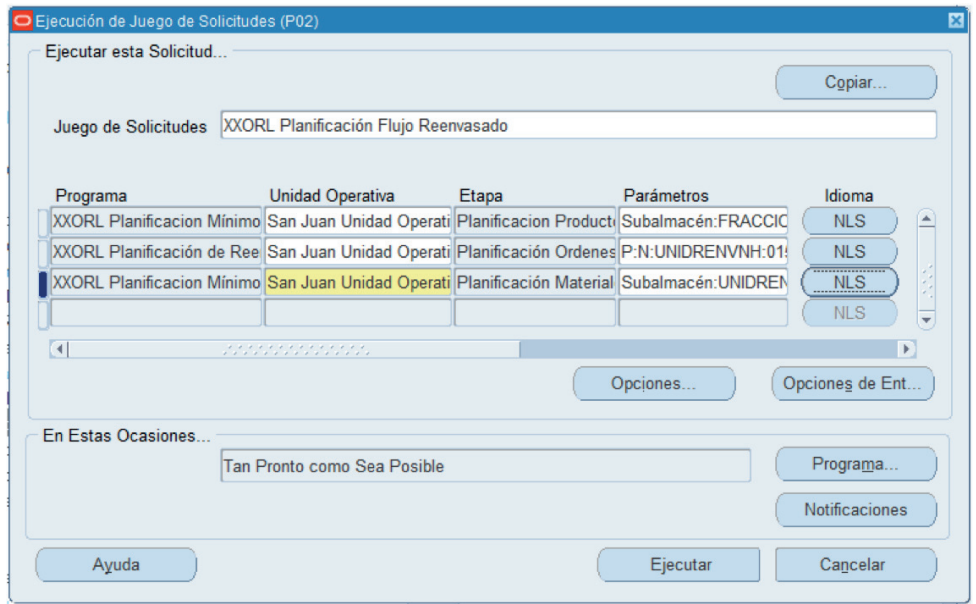 Ejecución de Juego de Solicitudes (P02)
Ejecutar esta Solicitud...
Copiar...
Juego de Solicitudes XXORL Planificación Flujo Reenvasado
Programa Unidad Operativa Etapa Parámetros Idioma
XXORL Planificacion Mínimo San Juan Unidad Operati Planificacion Product Subalmacén:FRACCIO NLS
XXORL Planificación de Ree San Juan Unidad Operati Planificación Ordenes P:N:UNIDRENVNH:01 NLS
XXORL Planificacion Mínimo San Juan Unidad Operati Planificación Material Subalmacén:UNIDREN NLS
NLS
Opciones... Opciones de Ent...
En Estas Ocasiones...
Tan Pronto como Sea Posible Programa...
Notificaciones
Ayuda Ejecutar Cancelar